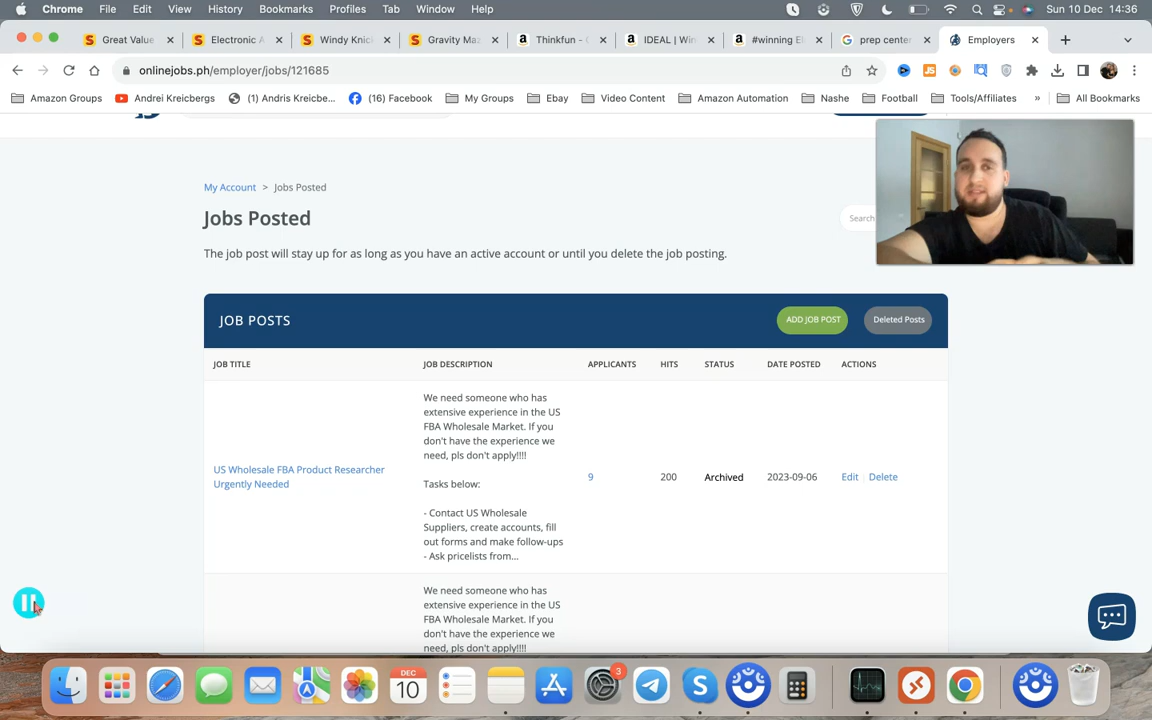 Chrome File Edit View History Bookmarks Profiles Tab Window Help Sun 10 Dec 14:36
Great Value Electronic A Windy Knic Gravity Maz Thinkfun - IDEAL | Win #winning prep center Employers
onlinejobs.ph/employer/jobs/121685
Amazon Groups Andrei Kreicbergs (1) Andris Kreicbe... (16) Facebook My Groups Ebay Video Content Amazon Automation Nashe Football Tools/Affiliates » All Bookmarks
My Account > Jobs Posted
Jobs Posted
Search
The job post will stay up for as long as you have an active account or until you delete the job posting.
JOB POSTS ADD JOB POST Deleted Posts
JOB TITLE JOB DESCRIPTION APPLICANTS HITS STATUS DATE POSTED ACTIONS
We need someone who has
extensive experience in the US
FBA Wholesale Market. If you
don't have the experience we
need, pls don't apply!!!!
US Wholesale FBA Product Researcher
Urgently Needed
9 200 Archived 2023-09-06 Edit Delete
Tasks below:
- Contact US Wholesale
Suppliers, create accounts, fill
out forms and make follow-ups
- Ask pricelists from...
We need someone who has
extensive experience in the US
FBA Wholesale Market. If you
don't have the experience we
need, pls don't apply!!!!
DEC
10
3